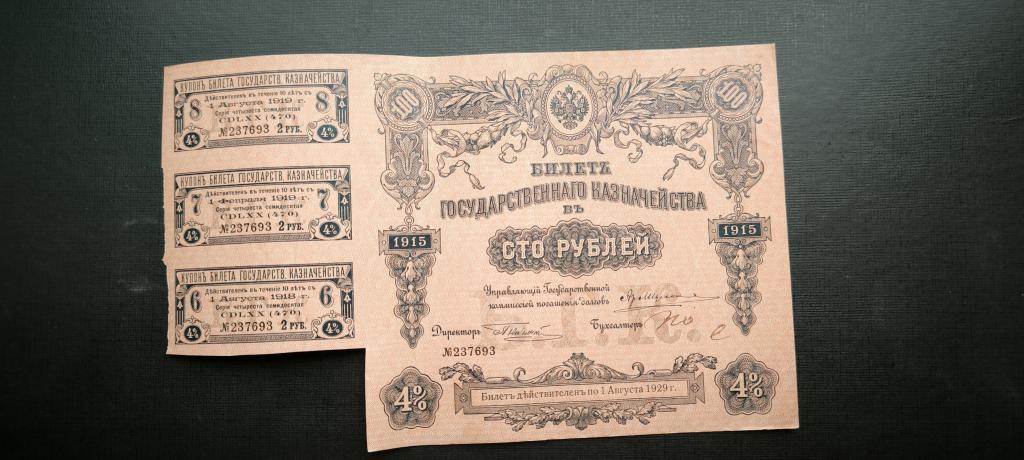 КУПОНЪ БИЛЕТА ГОСУДАРСТВ. КАЗНАЧЕЙСТВА
Дѣйствителенъ въ теченіе 10 лѣтъ съ
8 1 Августа 1919 г. 8
Серія четыреста семидесятая
CDLXX (470)
4% №237693 2 РУБ. 4%
КУПОНЪ БИЛЕТА ГОСУДАРСТВ. КАЗНАЧЕЙСТВА
Дѣйствителенъ въ теченіе 10 лѣтъ съ
7 1 Февраля 1919 г. 7
Серія четыреста семидесятая
CDLXX (470)
4% №237693 2 РУБ. 4%
КУПОНЪ БИЛЕТА ГОСУДАРСТВ. КАЗНАЧЕЙСТВА
Дѣйствителенъ въ теченіе 10 лѣтъ съ
6 1 Августа 1918 г. 6
Серія четыреста семидесятая
CDLXX (470)
4% №237693 2 РУБ. 4%
100 100
БИЛЕТЪ
ГОСУДАРСТВЕННАГО КАЗНАЧЕЙСТВА
ВЪ
1915 СТО РУБЛЕЙ 1915
Управляющій Государственной
коммиссіей погашенія долговъ
Директоръ Бухгалтеръ
№237693
4% Билетъ дѣйствителенъ по 1 Августа 1929 г. 4%